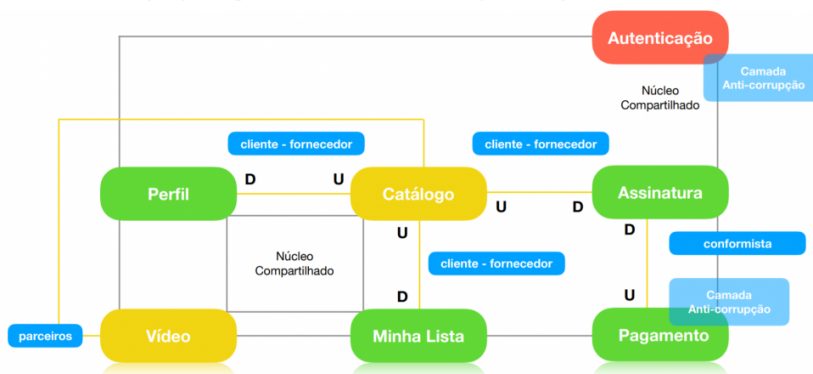 Autenticação
Camada
Anti-corrupção
Núcleo
Compartilhado
cliente - fornecedor
cliente - fornecedor
Perfil
D
U
Catálogo
U
D
Assinatura
U
D
Núcleo
Compartilhado
cliente - fornecedor
conformista
D
U
Camada
Anti-corrupção
parceiros
Vídeo
Minha Lista
Pagamento